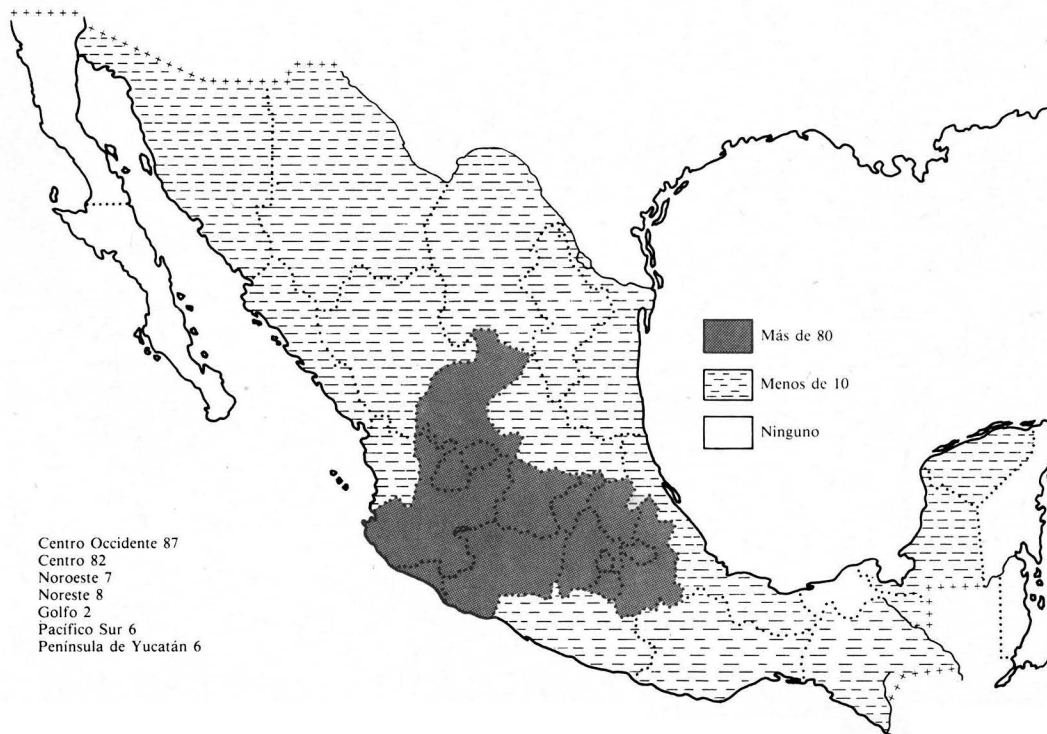 Más de 80
Menos de 10
Ninguno
Centro Occidente 87
Centro 82
Noroeste 7
Noreste 8
Golfo 2
Pacífico Sur 6
Península de Yucatán 6